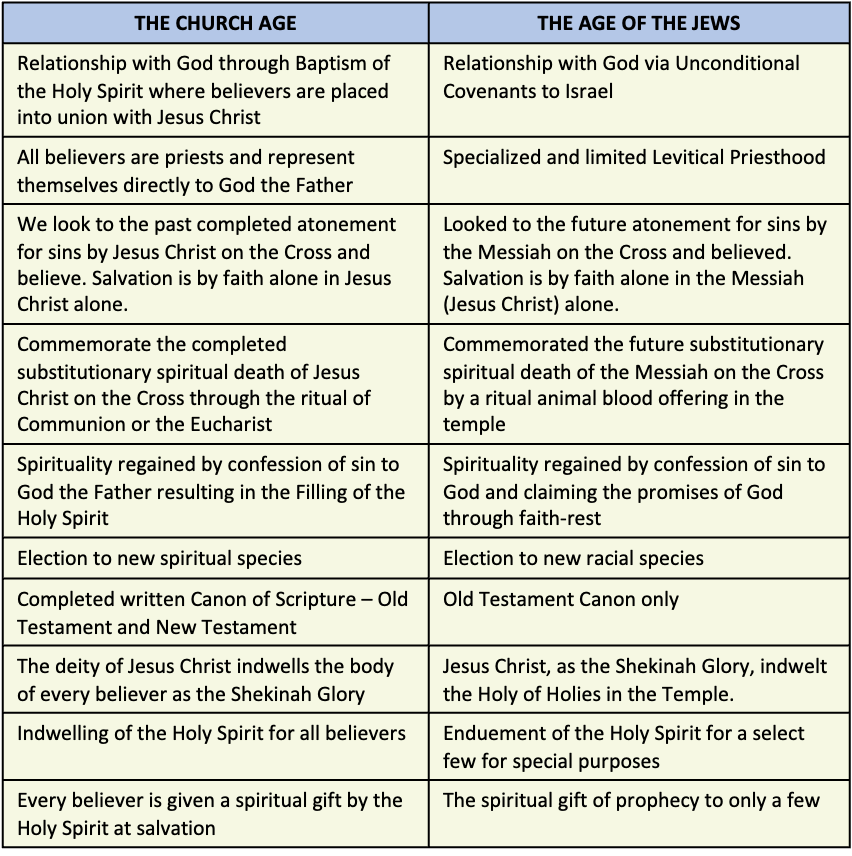 THE CHURCH AGE
THE AGE OF THE JEWS
Relationship with God through Baptism of
the Holy Spirit where believers are placed
into union with Jesus Christ
Relationship with God via Unconditional
Covenants to Israel
All believers are priests and represent
themselves directly to God the Father
Specialized and limited Levitical Priesthood
We look to the past completed atonement
for sins by Jesus Christ on the Cross and
believe. Salvation is by faith alone in Jesus
Christ alone.
Looked to the future atonement for sins by
the Messiah on the Cross and believed.
Salvation is by faith alone in the Messiah
(Jesus Christ) alone.
Commemorate the completed
substitutionary spiritual death of Jesus
Christ on the Cross through the ritual of
Communion or the Eucharist
Commemorated the future substitutionary
spiritual death of the Messiah on the Cross
by a ritual animal blood offering in the
temple
Spirituality regained by confession of sin to
God the Father resulting in the Filling of the
Holy Spirit
Spirituality regained by confession of sin to
God and claiming the promises of God
through faith-rest
Election to new spiritual species
Election to new racial species
Completed written Canon of Scripture – Old
Testament and New Testament
Old Testament Canon only
The deity of Jesus Christ indwells the body
of every believer as the Shekinah Glory
Jesus Christ, as the Shekinah Glory, indwelt
the Holy of Holies in the Temple.
Indwelling of the Holy Spirit for all believers
Enduement of the Holy Spirit for a select
few for special purposes
Every believer is given a spiritual gift by the
Holy Spirit at salvation
The spiritual gift of prophecy to only a few